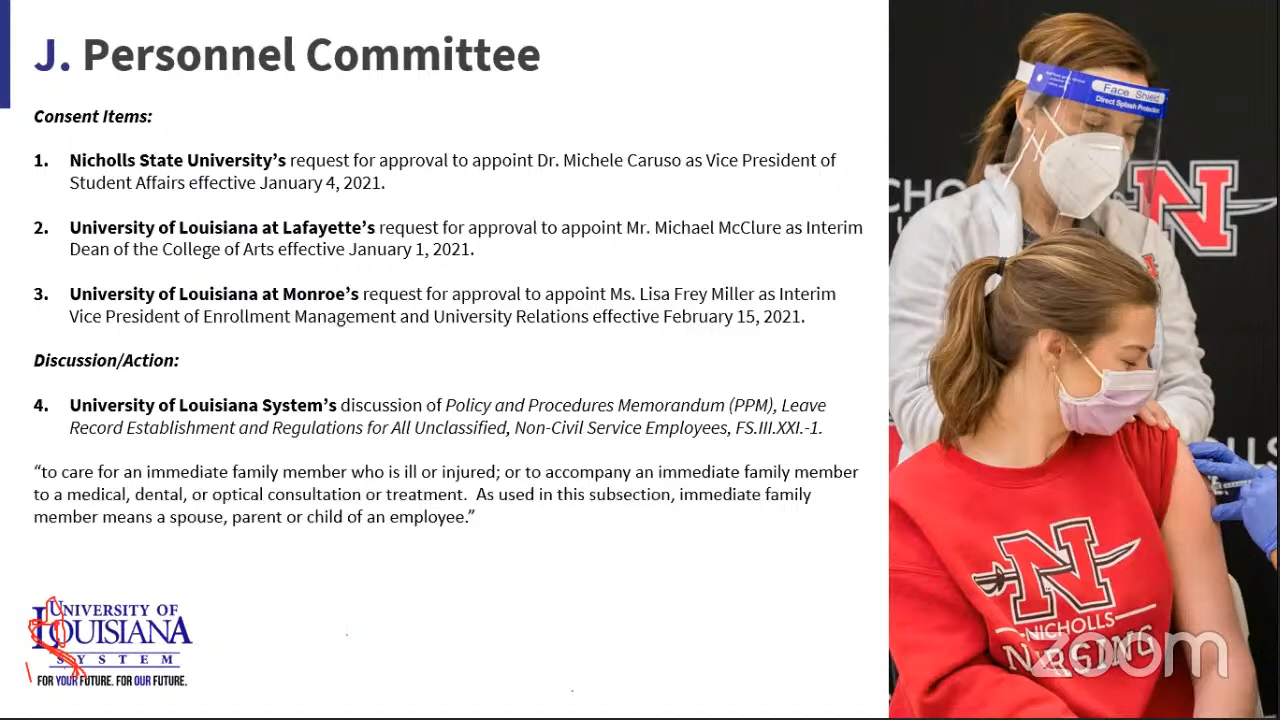 J. Personnel Committee
Consent Items:
1. Nicholls State University’s request for approval to appoint Dr. Michele Caruso as Vice President of
Student Affairs effective January 4, 2021.
2. University of Louisiana at Lafayette’s request for approval to appoint Mr. Michael McClure as Interim
Dean of the College of Arts effective January 1, 2021.
3. University of Louisiana at Monroe’s request for approval to appoint Ms. Lisa Frey Miller as Interim
Vice President of Enrollment Management and University Relations effective February 15, 2021.
Discussion/Action:
4. University of Louisiana System’s discussion of Policy and Procedures Memorandum (PPM), Leave
Record Establishment and Regulations for All Unclassified, Non-Civil Service Employees, FS.III.XXI.-1.
“to care for an immediate family member who is ill or injured; or to accompany an immediate family member
to a medical, dental, or optical consultation or treatment. As used in this subsection, immediate family
member means a spouse, parent or child of an employee.”
UNIVERSITY OF
LOUISIANA
SYSTEM
FOR YOUR FUTURE. FOR OUR FUTURE.
Face Shield
Direct Splash Protection
N
N
NICHOLLS
NURSING
zoom